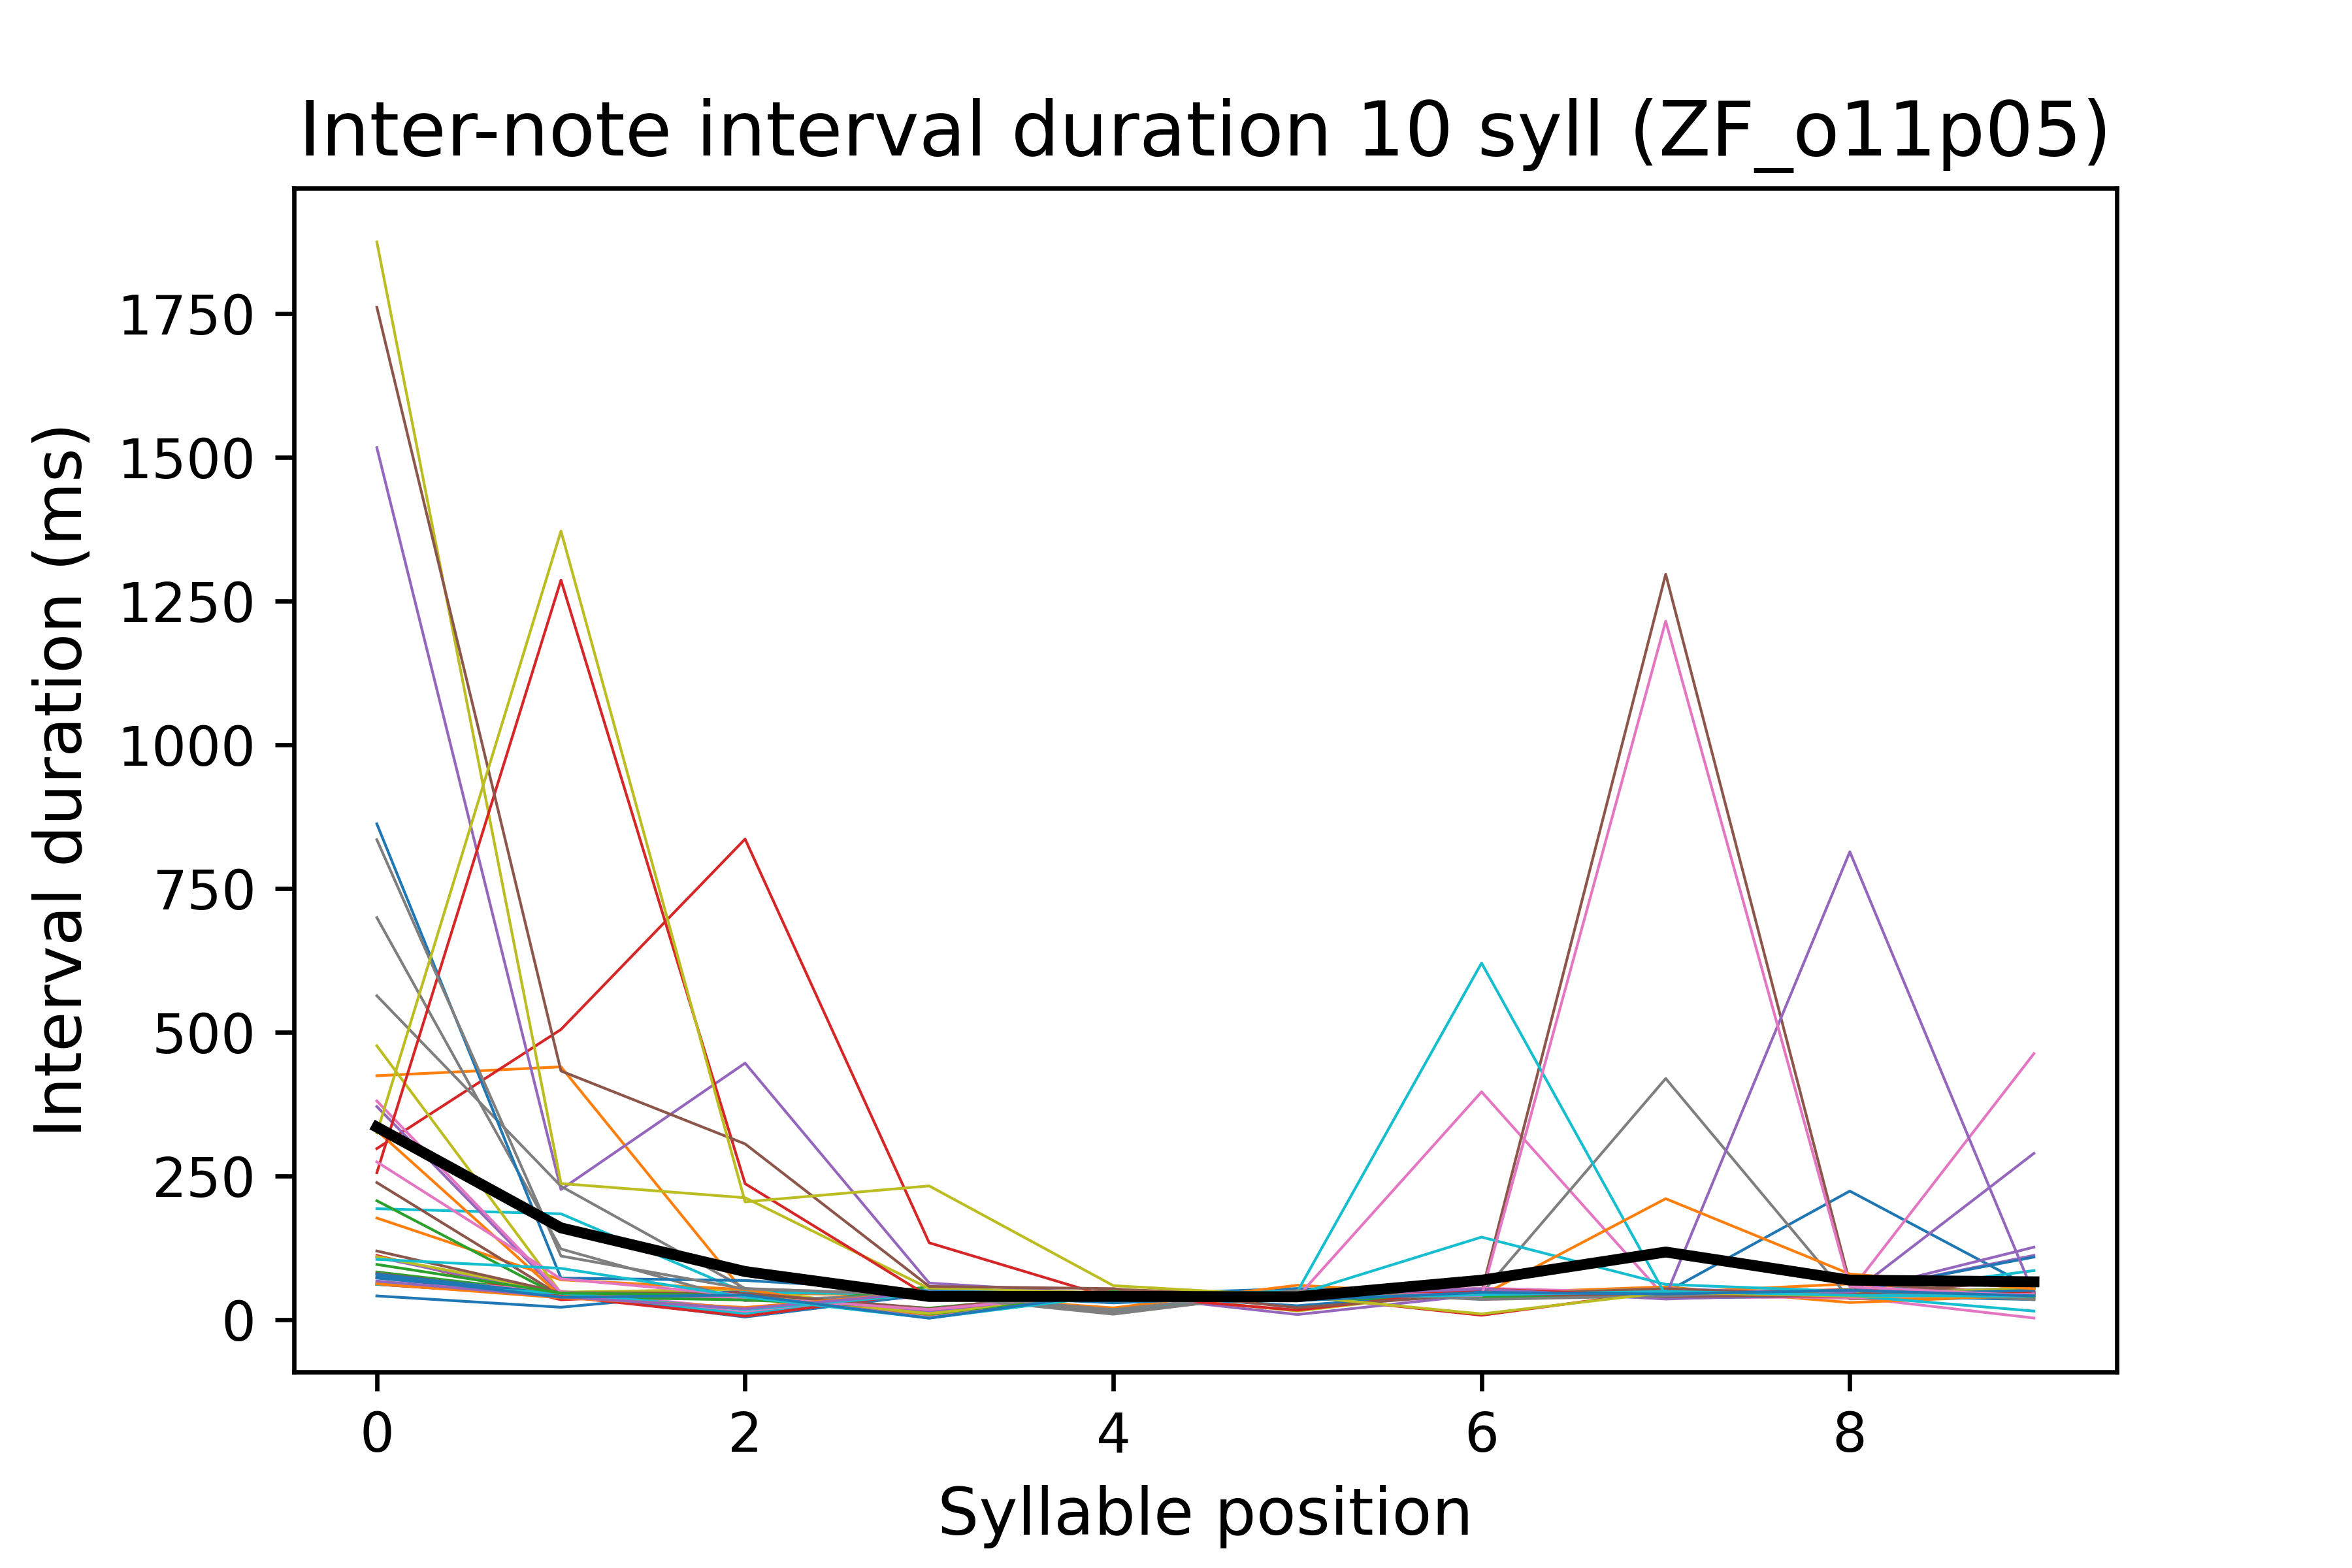 Inter-note interval duration 10 syll (ZF_o11p05)
Interval duration (ms)
1750
1500
1250
1000
750
500
250
0
0 2 4 6 8
Syllable position